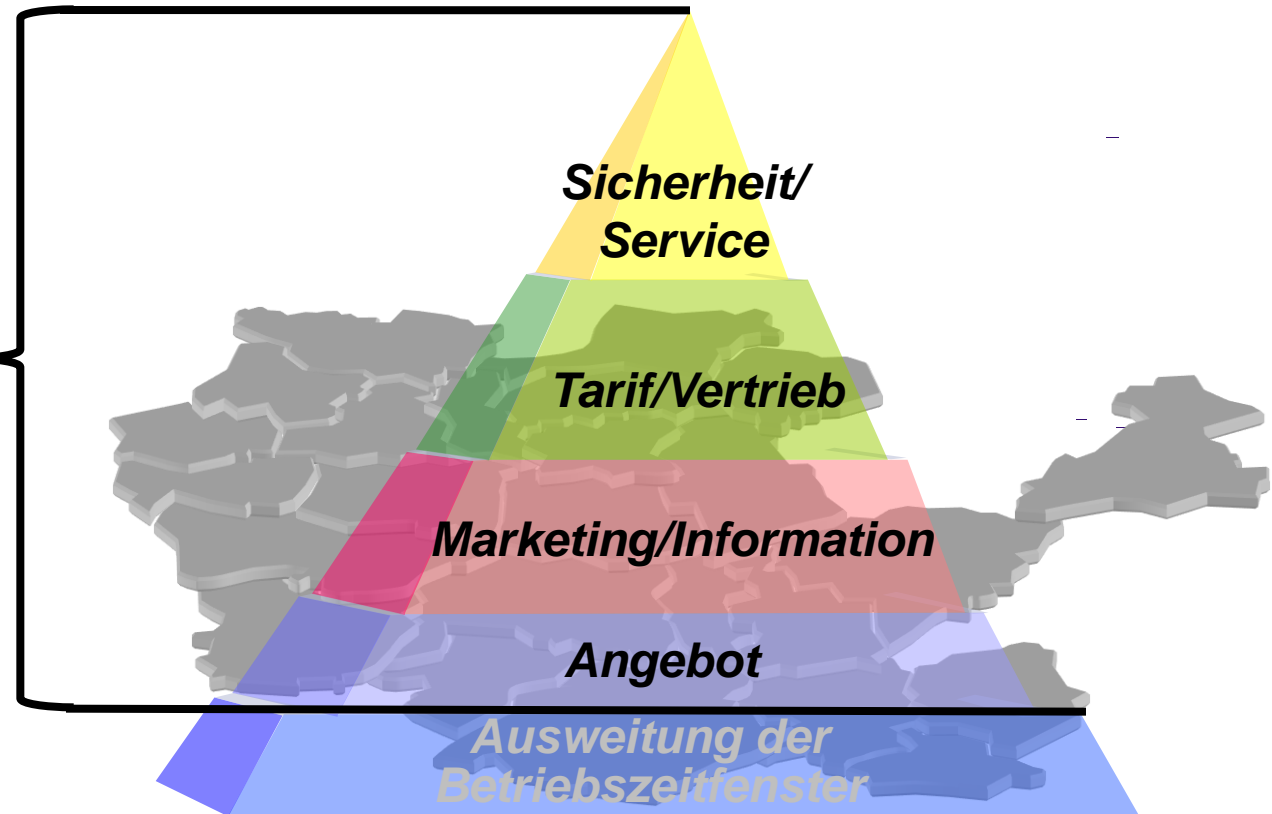 Sicherheit/
Service
Tarif/Vertrieb
Marketing/Information
Angebot
Ausweitung der
Betriebszeitfenster